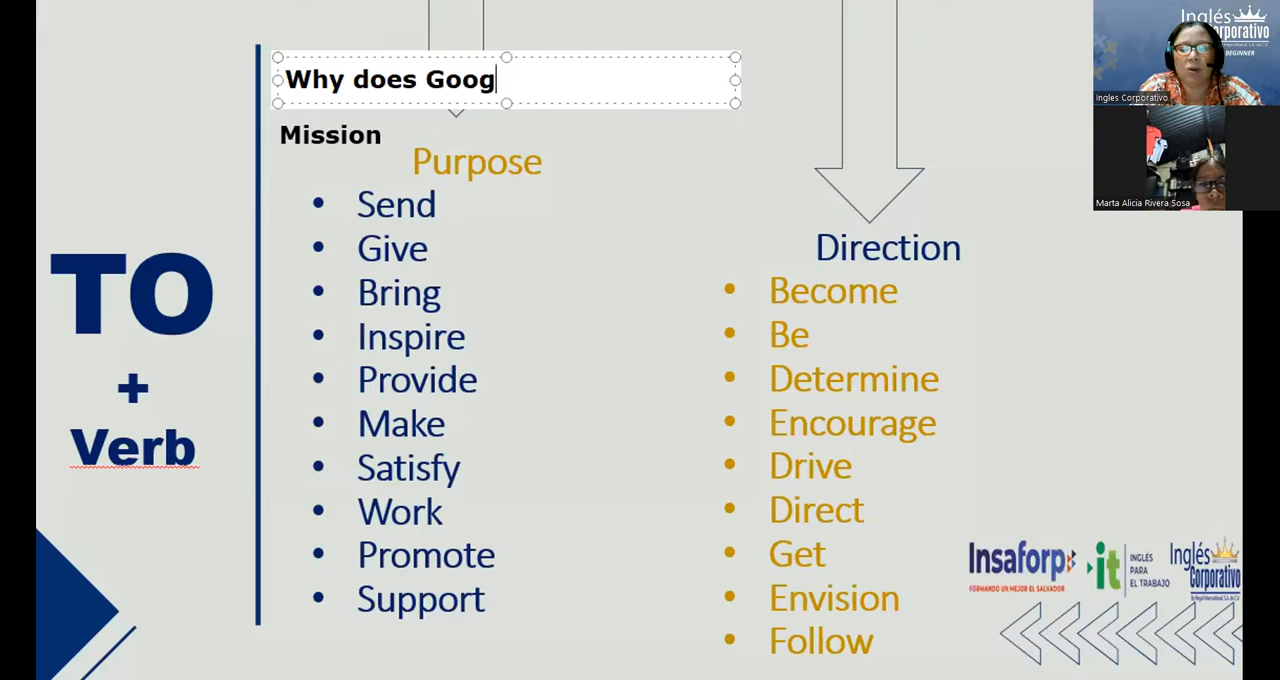 Why does Goog
Mission
Purpose
• Send
• Give
• Bring
• Inspire
• Provide
• Make
• Satisfy
• Work
• Promote
• Support
TO
+
Verb
Direction
• Become
• Be
• Determine
• Encourage
• Drive
• Direct
• Get
• Envision
• Follow
Insaforp
FORMANDO UN MEJOR EL SALVADOR
it
INGLÉS
PARA
EL TRABAJO
Inglés
Corporativo
Inglés
Corporativo
BEGINNER
Ingles Corporativo
Marta Alicia Rivera Sosa